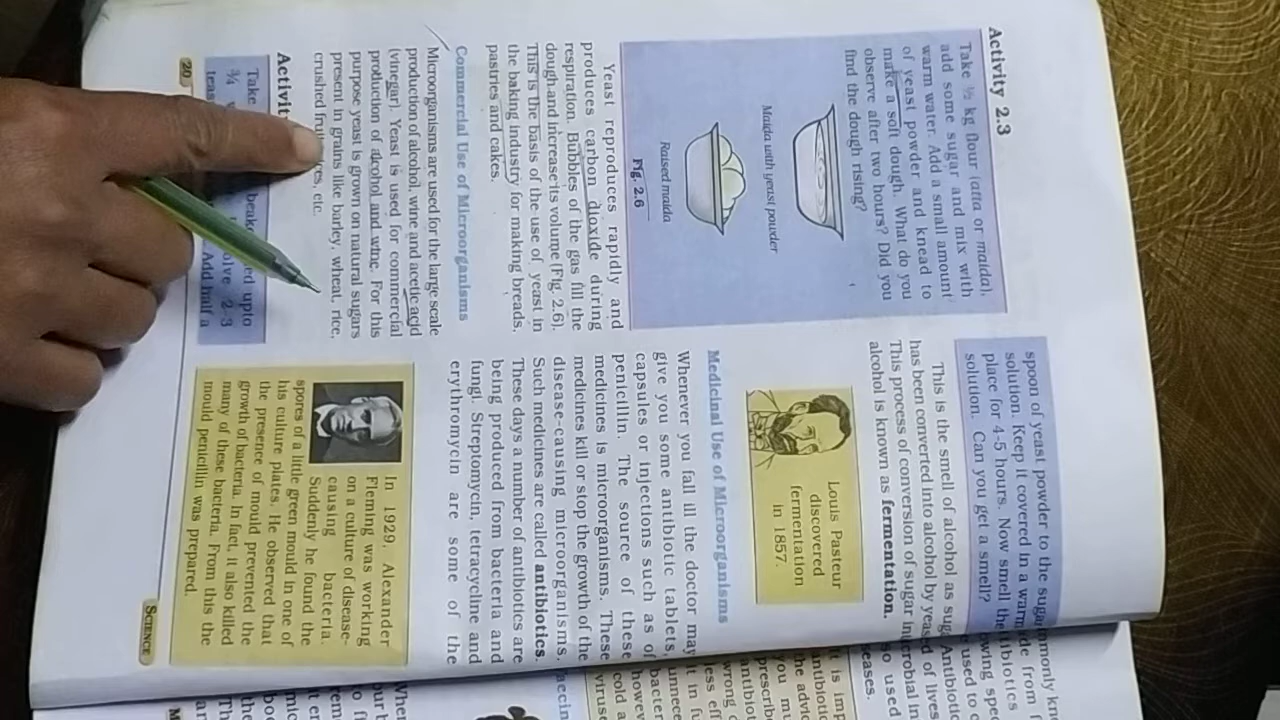 Activity 2.3
Take ½ kg flour (atta or maida),
add some sugar and mix with
warm water. Add a small amount
of yeast powder and knead to
make a soft dough. What do you
observe after two hours? Did you
find the dough rising?
Maida with yeast powder
Raised maida
Fig. 2.6
Yeast reproduces rapidly and
produces carbon dioxide during
respiration. Bubbles of the gas fill the
dough and increase its volume (Fig. 2.6).
This is the basis of the use of yeast in
the baking industry for making breads,
pastries and cakes.
Commercial Use of Microorganisms
Microorganisms are used for the large scale
production of alcohol, wine and acetic acid
(vinegar). Yeast is used for commercial
production of alcohol and wine. For this
purpose yeast is grown on natural sugars
present in grains like barley, wheat, rice,
crushed etc.
Take upto
¾
2-3
Add half a
20
spoon of yeast powder to the sugar
solution. Keep it covered in a warm
place for 4-5 hours. Now smell the
solution. Can you get a smell?
This is the smell of alcohol as sugar
has been converted into alcohol by yeast.
This process of conversion of sugar into
alcohol is known as fermentation.
Louis Pasteur
discovered
fermentation
in 1857.
Medicinal Use of Microorganisms
Whenever you fall ill the doctor may
give you some antibiotic tablets,
capsules or injections such as of
penicillin. The source of these
medicines is microorganisms. These
medicines kill or stop the growth of the
disease-causing microorganisms.
Such medicines are called antibiotics.
These days a number of antibiotics are
being produced from bacteria and
fungi. Streptomycin, tetracycline and
erythromycin are some of the
In 1929, Alexander
Fleming was working
on a culture of disease-
causing bacteria.
Suddenly he found the
spores of a little green mould in one of
his culture plates. He observed that
the presence of mould prevented the
growth of bacteria. In fact, it also killed
many of these bacteria. From this the
mould penicillin was prepared.
SCIENCE